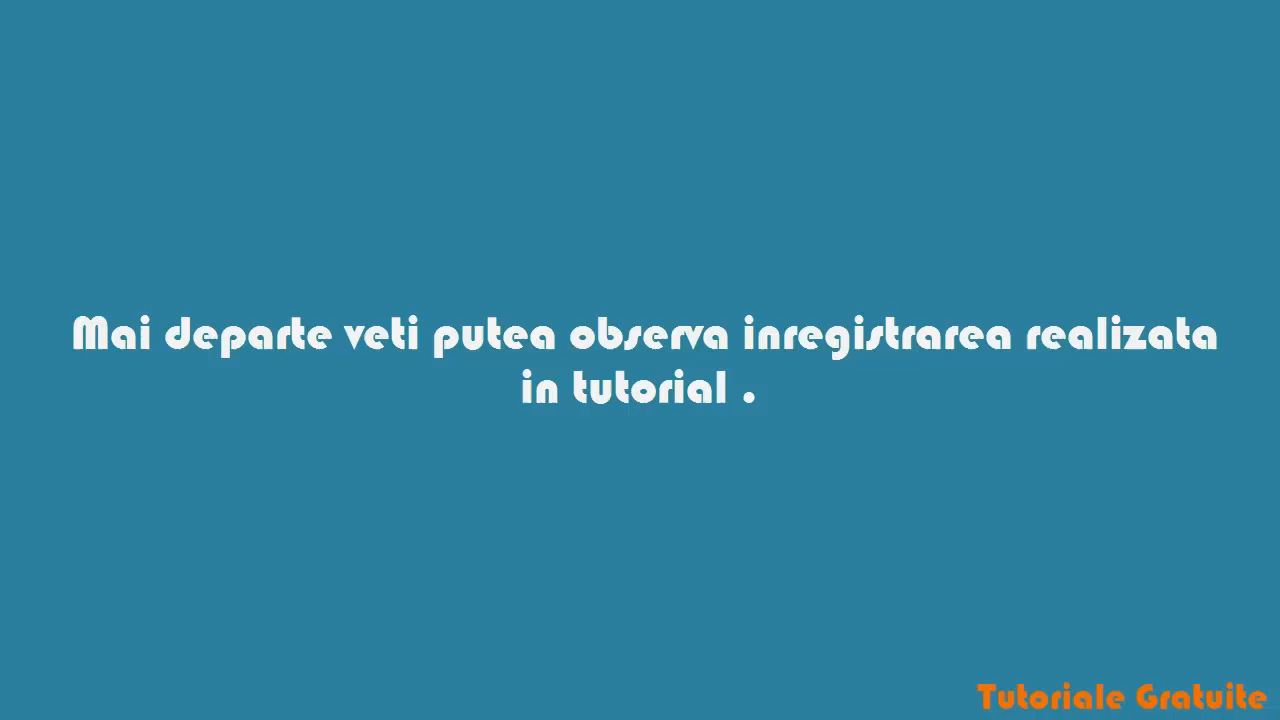 Mai departe veti putea observa inregistrarea realizata
in tutorial .
Tutoriale Gratuite